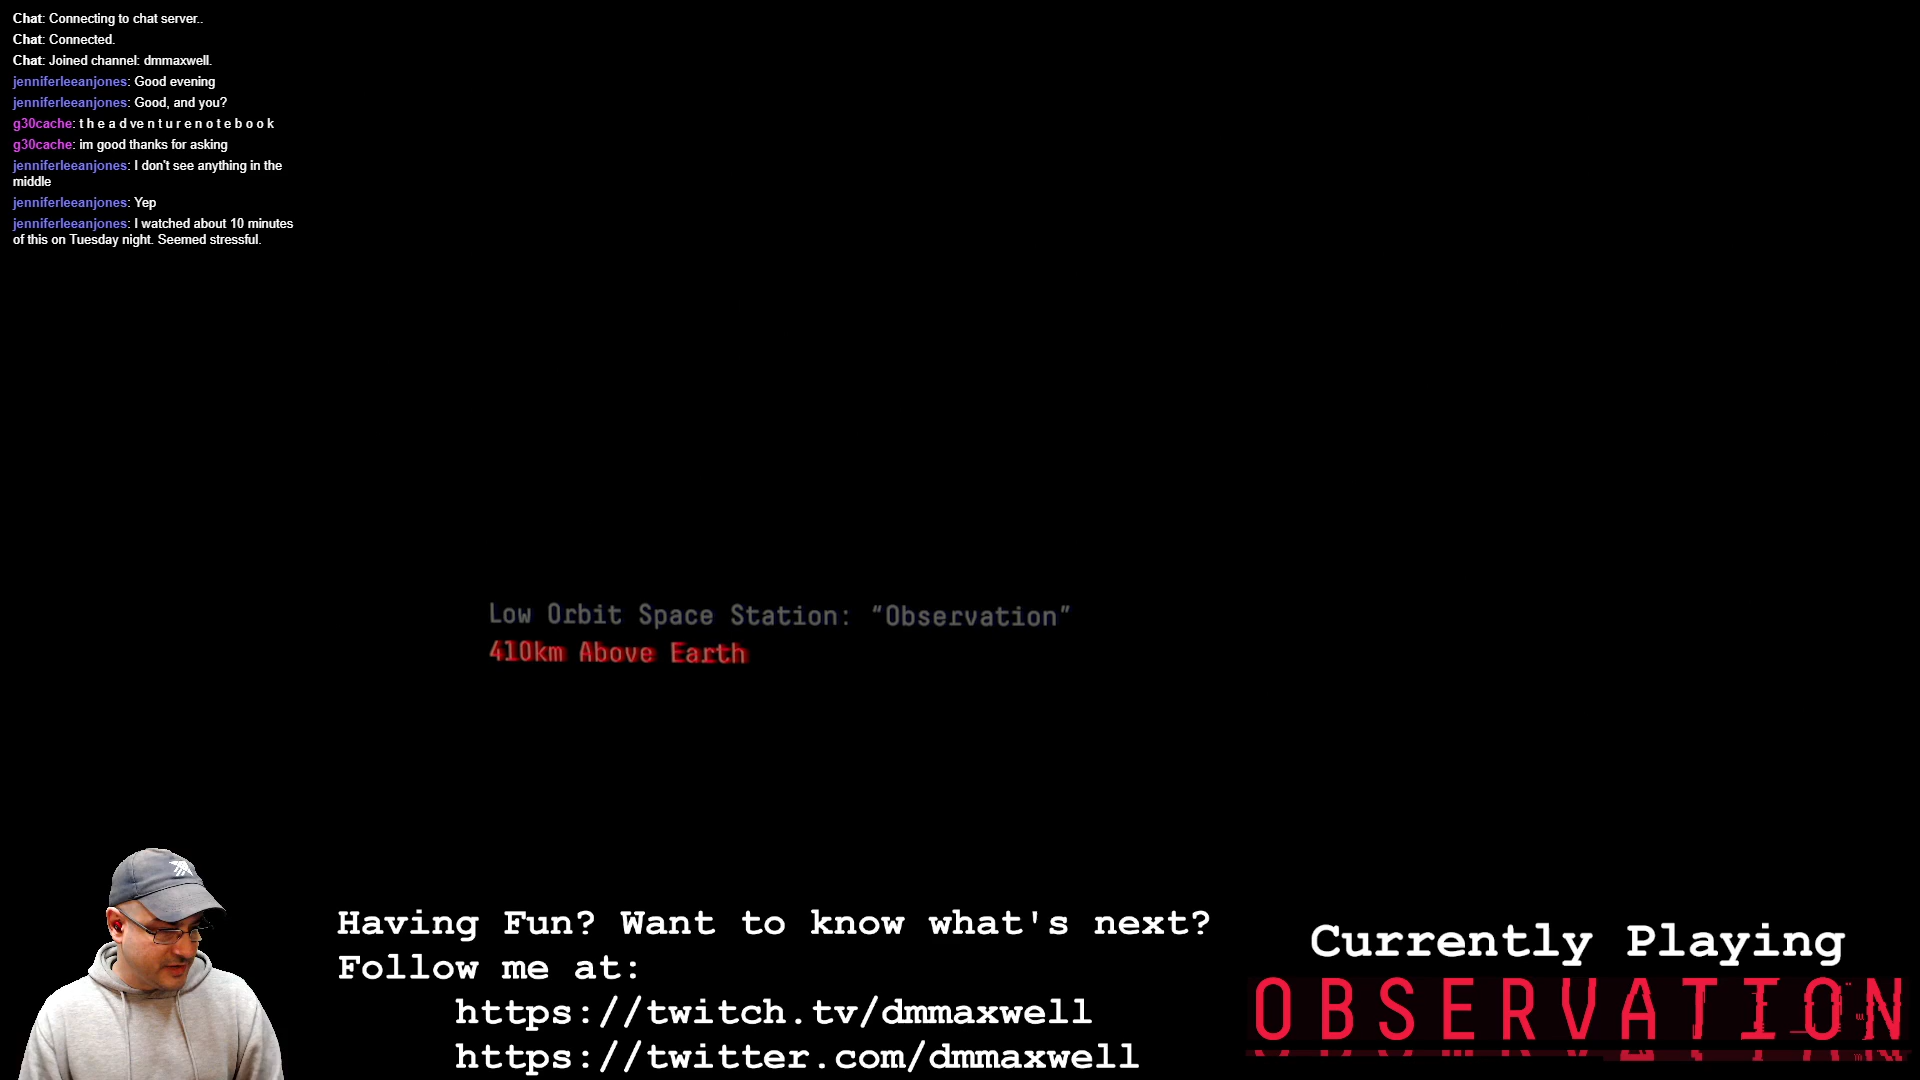 Chat: Connecting to chat server..
Chat: Connected.
Chat: Joined channel: dmmaxwell.
jenniferleeanjones: Good evening
jenniferleeanjones: Good, and you?
g30cache: t h e a d v e n t u r e n o t e b o o k
g30cache: im good thanks for asking
jenniferleeanjones: I don't see anything in the
middle
jenniferleeanjones: Yep
jenniferleeanjones: I watched about 10 minutes
of this on Tuesday night. Seemed stressful.
Low Orbit Space Station: “Observation”
410km Above Earth
Having Fun? Want to know what's next?
Follow me at:
https://twitch.tv/dmmaxwell
https://twitter.com/dmmaxwell
Currently Playing
OBSERVATION